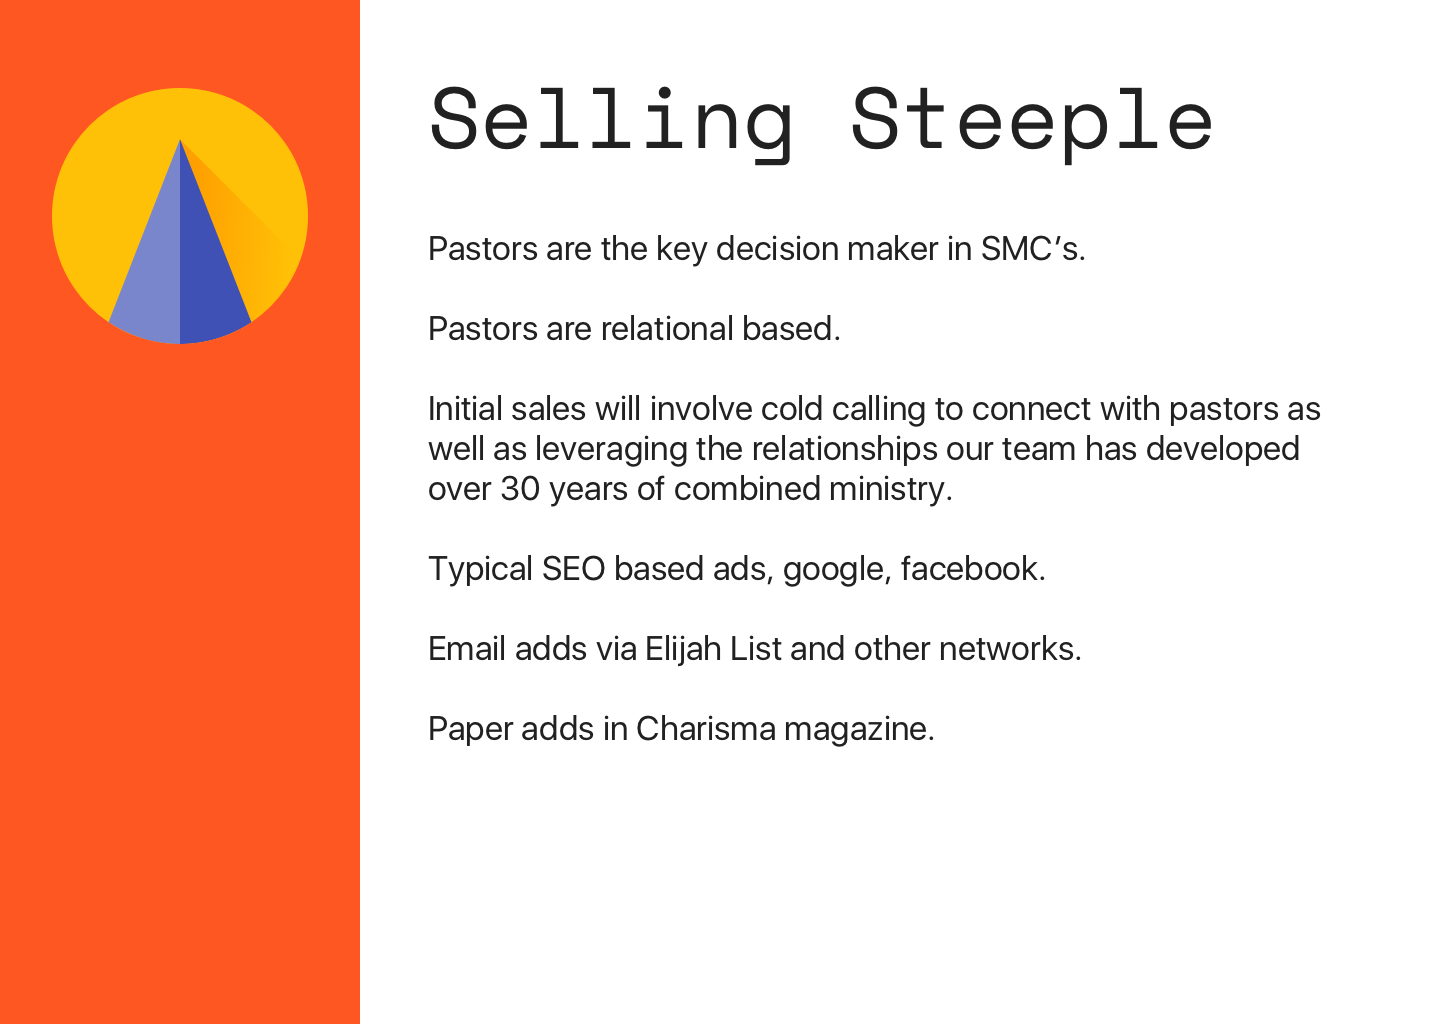 Selling Steeple
Pastors are the key decision maker in SMC’s.
Pastors are relational based.
Initial sales will involve cold calling to connect with pastors as
well as leveraging the relationships our team has developed
over 30 years of combined ministry.
Typical SEO based ads, google, facebook.
Email adds via Elijah List and other networks.
Paper adds in Charisma magazine.